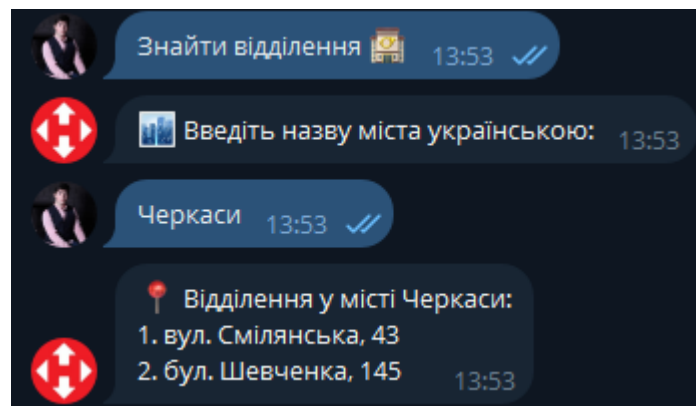 Знайти відділення 🏤 13:53
🏙️ Введіть назву міста українською: 13:53
Черкаси 13:53
📍 Відділення у місті Черкаси:
1. вул. Смілянська, 43
2. бул. Шевченка, 145 13:53